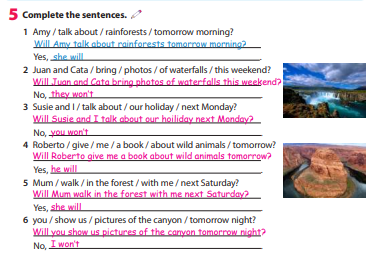 5 Complete the sentences.
1 Amy / talk about / rainforests / tomorrow morning?
Will Amy talk about rainforests tomorrow morning?
Yes, she will.
2 Juan and Cata / bring / photos / of waterfalls / this weekend?
Will Juan and Cata bring photos of waterfalls this weekend?
No, they won't.
3 Susie and I / talk about / our holiday / next Monday?
Will Susie and I talk about our hoiliday next Monday?
No, you won't.
4 Roberto / give / me / a book / about wild animals / tomorrow?
Will Roberto give me a book about wild animals tomorrow?
Yes, he will.
5 Mum / walk / in the forest / with me / next Saturday?
Will Mum walk in the forest with me next Saturday?
Yes, she will.
6 you / show us / pictures of the canyon / tomorrow night?
Will you show us pictures of the canyon tomorrow night?
No, I won't.